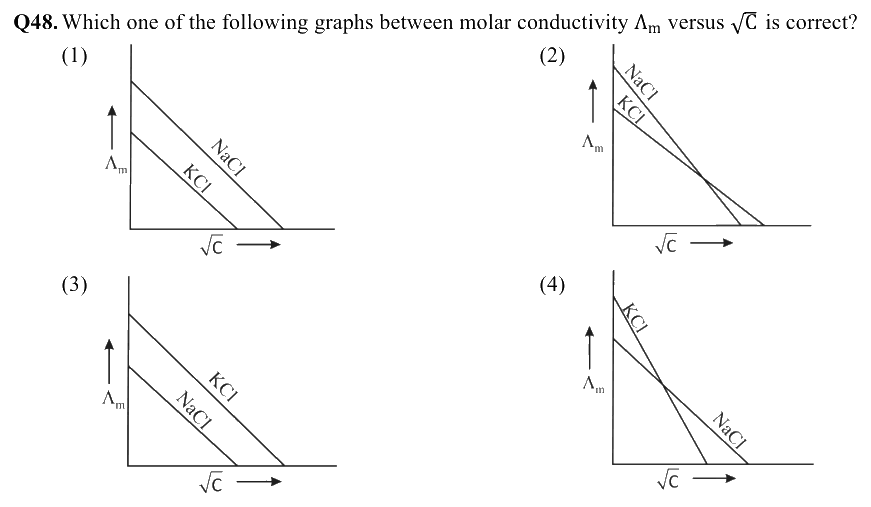 Q48. Which one of the following graphs between molar conductivity Λm versus √C is correct?
(1)
NaCl
KCl
Λm
√C
(2)
NaCl
KCl
Λm
√C
(3)
KCl
NaCl
Λm
√C
(4)
KCl
Λm
NaCl
√C